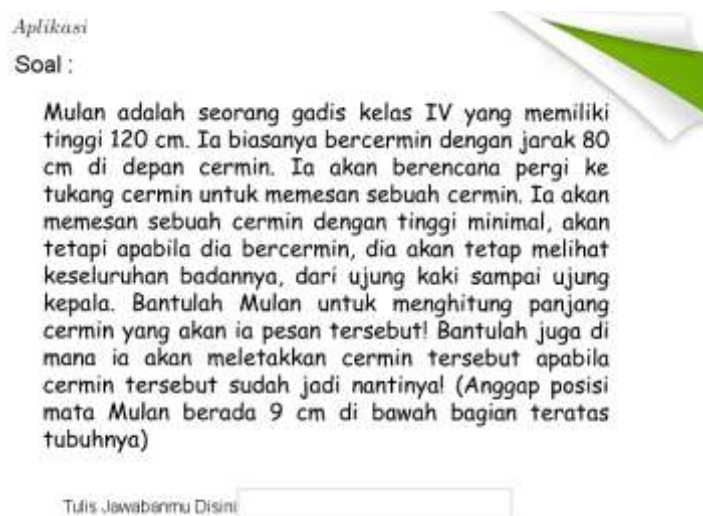 Aplikasi
Soal :
Mulan adalah seorang gadis kelas IV yang memiliki
tinggi 120 cm. Ia biasanya bercermin dengan jarak 80
cm di depan cermin. Ia akan berencana pergi ke
tukang cermin untuk memesan sebuah cermin. Ia akan
memesan sebuah cermin dengan tinggi minimal, akan
tetapi apabila dia bercermin, dia akan tetap melihat
keseluruhan badannya, dari ujung kaki sampai ujung
kepala. Bantulah Mulan untuk menghitung panjang
cermin yang akan ia pesan tersebut! Bantulah juga di
mana ia akan meletakkan cermin tersebut apabila
cermin tersebut sudah jadi nantinya! (Anggap posisi
mata Mulan berada 9 cm di bawah bagian teratas
tubuhnya)
Tulis Jawabanmu Disini